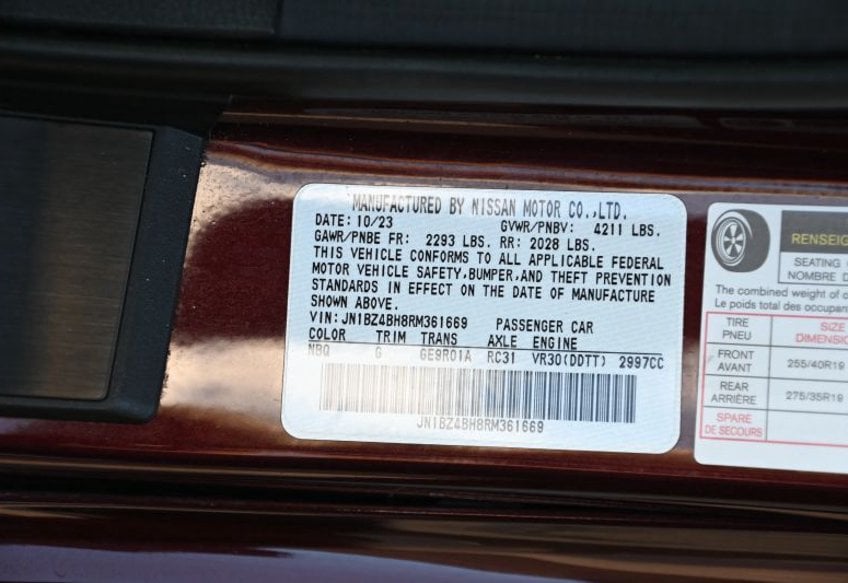 MANUFACTURED BY NISSAN MOTOR CO.,LTD.
DATE: 10/23 GVWR/PNBV: 4211 LBS.
GAWR/PNBE FR: 2293 LBS. RR: 2028 LBS.
THIS VEHICLE CONFORMS TO ALL APPLICABLE FEDERAL
MOTOR VEHICLE SAFETY,BUMPER,AND THEFT PREVENTION
STANDARDS IN EFFECT ON THE DATE OF MANUFACTURE
SHOWN ABOVE.
VIN: JN1BZ4BH8RM361669 PASSENGER CAR
COLOR TRIM TRANS AXLE ENGINE
NBQ G GE9R01A RC31 VR30(DDTT) 2997CC
JN1BZ4BH8RM361669
RENSEIG
SEATING
NOMBRE D
The combined weight of o
Le poids total des occupan
TIRE
PNEU
SIZE
DIMENSIO
FRONT
AVANT
255/40R19
REAR
ARRIÈRE
275/35R19
SPARE
DE SECOURS